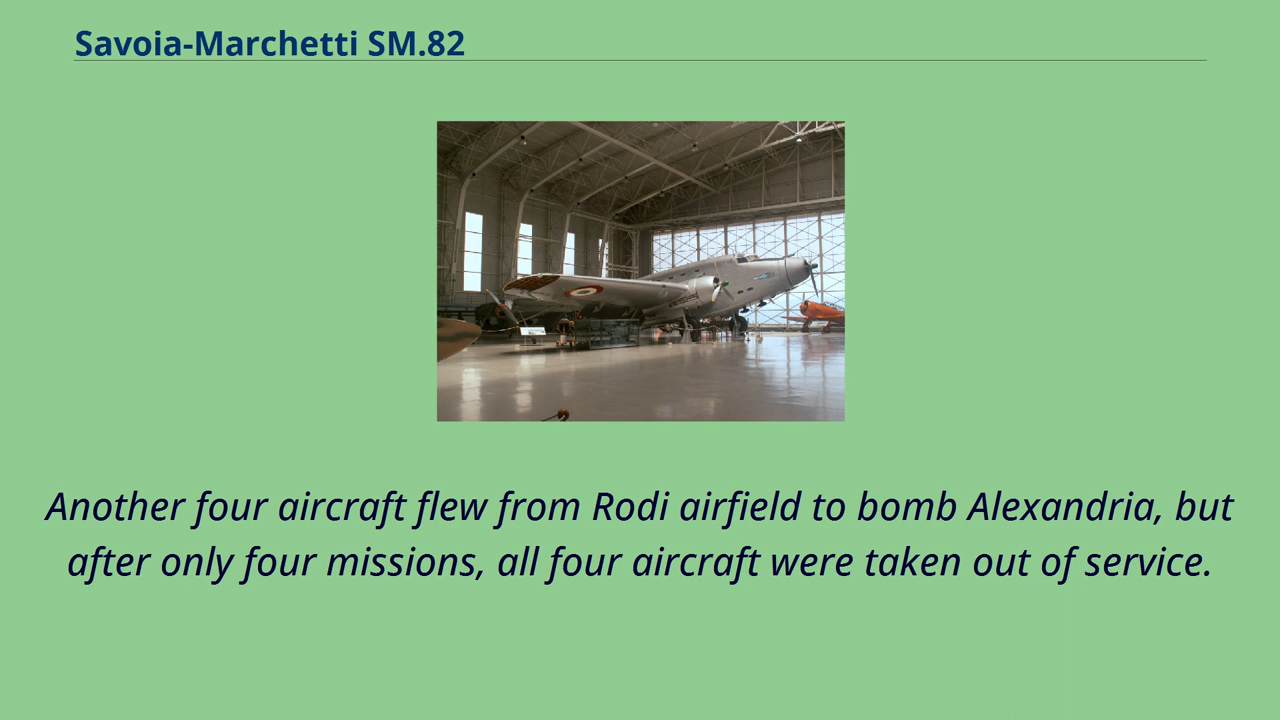 Savoia-Marchetti SM.82
Another four aircraft flew from Rodi airfield to bomb Alexandria, but
after only four missions, all four aircraft were taken out of service.